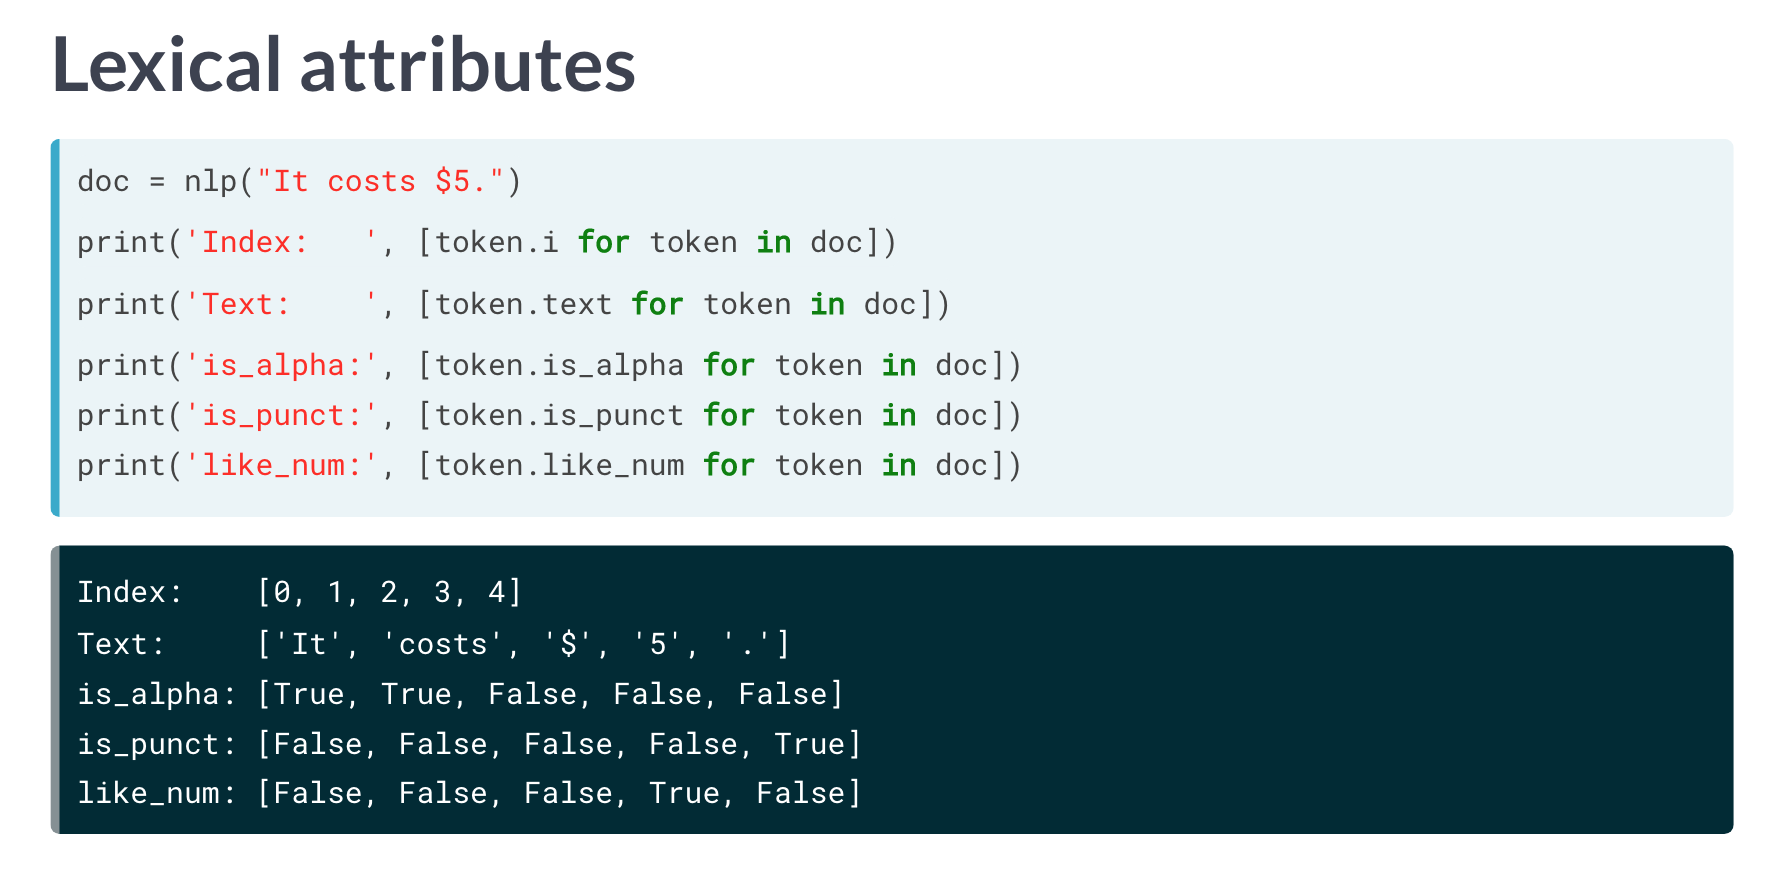 Lexical attributes
doc = nlp("It costs $5.")
print('Index:   ', [token.i for token in doc])
print('Text:    ', [token.text for token in doc])
print('is_alpha:', [token.is_alpha for token in doc])
print('is_punct:', [token.is_punct for token in doc])
print('like_num:', [token.like_num for token in doc])
Index:    [0, 1, 2, 3, 4]
Text:     ['It', 'costs', '$', '5', '.']
is_alpha: [True, True, False, False, False]
is_punct: [False, False, False, False, True]
like_num: [False, False, False, True, False]